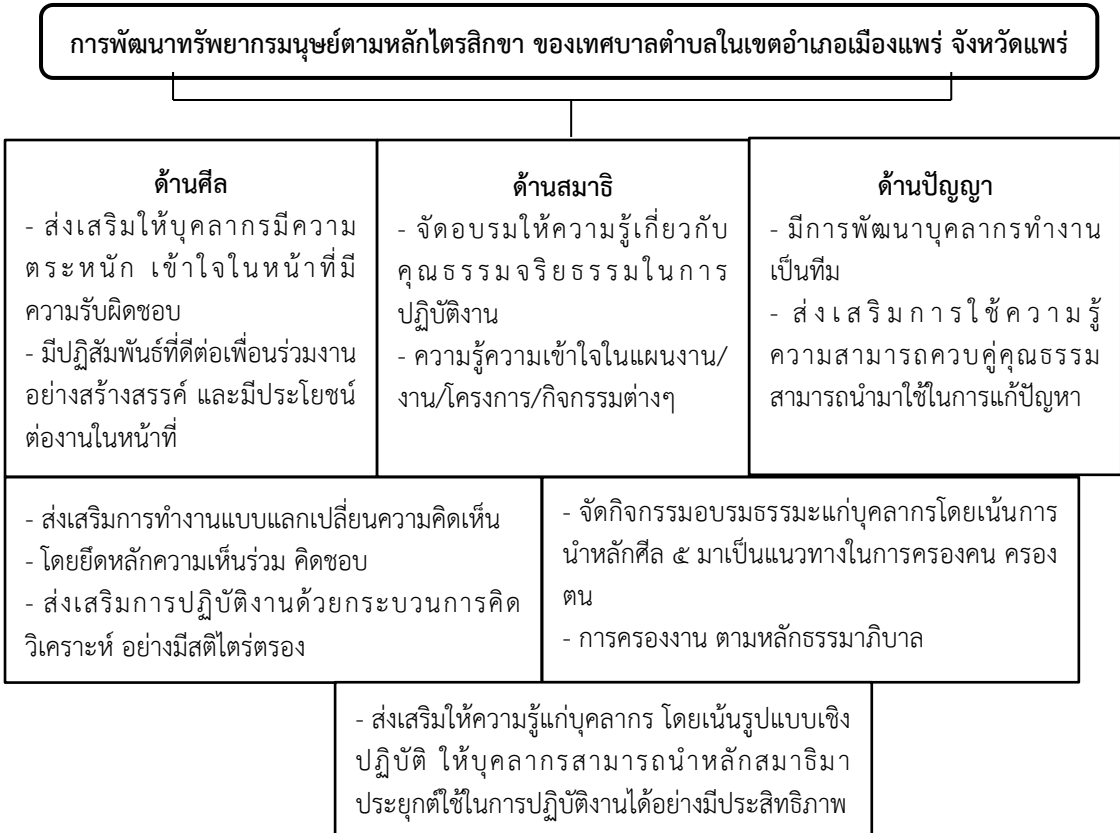 การพัฒนาทรัพยากรมนุษย์ตามหลักไตรสิกขา ของเทศบาลตำบลในเขตอำเภอเมืองแพร่ จังหวัดแพร่
ด้านศีล
- ส่งเสริมให้บุคลากรมีความ
ตระหนัก เข้าใจในหน้าที่มี
ความรับผิดชอบ
- มีปฏิสัมพันธ์ที่ดีต่อเพื่อนร่วมงาน
อย่างสร้างสรรค์ และมีประโยชน์
ต่องานในหน้าที่
ด้านสมาธิ
- จัดอบรมให้ความรู้เกี่ยวกับ
คุณธรรมจริยธรรมในการ
ปฏิบัติงาน
- ความรู้ความเข้าใจในแผนงาน/
งาน/โครงการ/กิจกรรมต่างๆ
ด้านปัญญา
- มีการพัฒนาบุคลากรทำงาน
เป็นทีม
- ส่งเสริมการใช้ความรู้
ความสามารถควบคู่คุณธรรม
สามารถนำมาใช้ในการแก้ปัญหา
- ส่งเสริมการทำงานแบบแลกเปลี่ยนความคิดเห็น
- โดยยึดหลักความเห็นร่วม คิดชอบ
- ส่งเสริมการปฏิบัติงานด้วยกระบวนการคิด
วิเคราะห์ อย่างมีสติไตร่ตรอง
- จัดกิจกรรมอบรมธรรมะแก่บุคลากรโดยเน้นการ
นำหลักศีล ๕ มาเป็นแนวทางในการครองคน ครอง
ตน
- การครองงาน ตามหลักธรรมาภิบาล
- ส่งเสริมให้ความรู้แก่บุคลากร โดยเน้นรูปแบบเชิง
ปฏิบัติ ให้บุคลากรสามารถนำหลักสมาธิมา
ประยุกต์ใช้ในการปฏิบัติงานได้อย่างมีประสิทธิภาพ